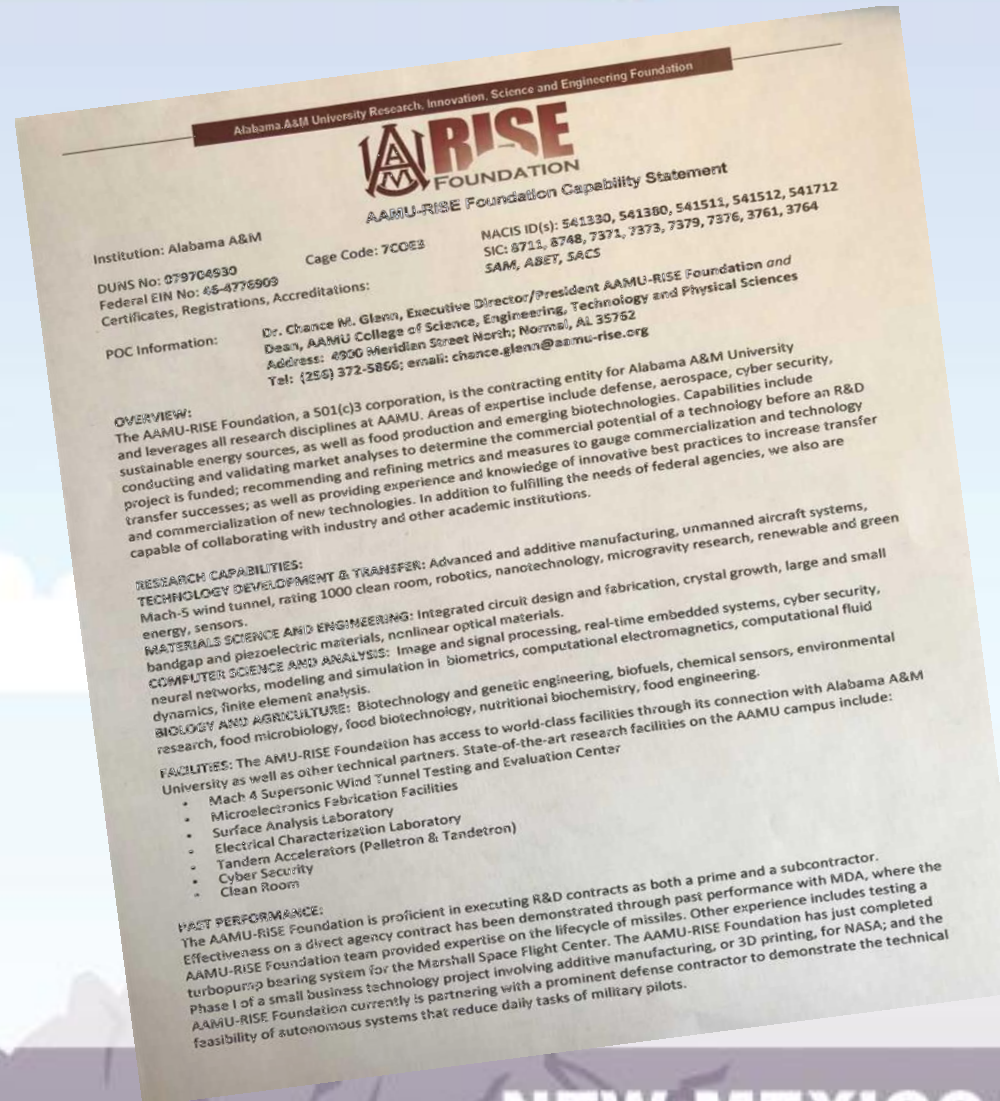 Alabama A&M University Research, Innovation, Science and Engineering Foundation
AAM RISE
FOUNDATION
AAMU-RISE Foundation Capability Statement
Institution: Alabama A&M
NACIS ID(s): 541330, 541380, 541511, 541512, 541712
DUNS No: 079704930 Cage Code: 7COE3
SIC: 8711, 8748, 7371, 7373, 7379, 7376, 3761, 3764
Federal EIN No: 46-4778909
SAM, ABET, SACS
Certificates, Registrations, Accreditations:
POC Information:
Dr. Chance M. Glenn, Executive Director/President AAMU-RISE Foundation and
Dean, AAMU College of Science, Engineering, Technology and Physical Sciences
Address: 4900 Meridian Street North; Normal, AL 35762
Tel: (256) 372-5866; email: chance.glenn@aamu-rise.org
OVERVIEW:
The AAMU-RISE Foundation, a 501(c)3 corporation, is the contracting entity for Alabama A&M University
and leverages all research disciplines at AAMU. Areas of expertise include defense, aerospace, cyber security,
sustainable energy sources, as well as food production and emerging biotechnologies. Capabilities include
conducting and validating market analyses to determine the commercial potential of a technology before an R&D
project is funded; recommending and refining metrics and measures to gauge commercialization and technology
transfer successes; as well as providing experience and knowledge of innovative best practices to increase transfer
and commercialization of new technologies. In addition to fulfilling the needs of federal agencies, we also are
capable of collaborating with industry and other academic institutions.
RESEARCH CAPABILITIES:
TECHNOLOGY DEVELOPMENT & TRANSFER: Advanced and additive manufacturing, unmanned aircraft systems,
Mach-5 wind tunnel, rating 1000 clean room, robotics, nanotechnology, microgravity research, renewable and green
energy, sensors.
MATERIALS SCIENCE AND ENGINEERING: Integrated circuit design and fabrication, crystal growth, large and small
bandgap and piezoelectric materials, nonlinear optical materials.
COMPUTER SCIENCE AND ANALYSIS: Image and signal processing, real-time embedded systems, cyber security,
neural networks, modeling and simulation in biometrics, computational electromagnetics, computational fluid
dynamics, finite element analysis.
BIOLOGY AND AGRICULTURE: Biotechnology and genetic engineering, biofuels, chemical sensors, environmental
research, food microbiology, food biotechnology, nutritional biochemistry, food engineering.
FACILITIES: The AMU-RISE Foundation has access to world-class facilities through its connection with Alabama A&M
University as well as other technical partners. State-of-the-art research facilities on the AAMU campus include:
• Mach 4 Supersonic Wind Tunnel Testing and Evaluation Center
• Microelectronics Fabrication Facilities
• Surface Analysis Laboratory
• Electrical Characterization Laboratory
• Tandem Accelerators (Pelletron & Tandetron)
• Cyber Security
• Clean Room
PAST PERFORMANCE:
The AAMU-RISE Foundation is proficient in executing R&D contracts as both a prime and a subcontractor.
Effectiveness on a direct agency contract has been demonstrated through past performance with MDA, where the
AAMU-RISE Foundation team provided expertise on the lifecycle of missiles. Other experience includes testing a
turbopump bearing system for the Marshall Space Flight Center. The AAMU-RISE Foundation has just completed
Phase I of a small business technology project involving additive manufacturing, or 3D printing, for NASA; and the
AAMU-RISE Foundation currently is partnering with a prominent defense contractor to demonstrate the technical
feasibility of autonomous systems that reduce daily tasks of military pilots.
NEW MEXICO